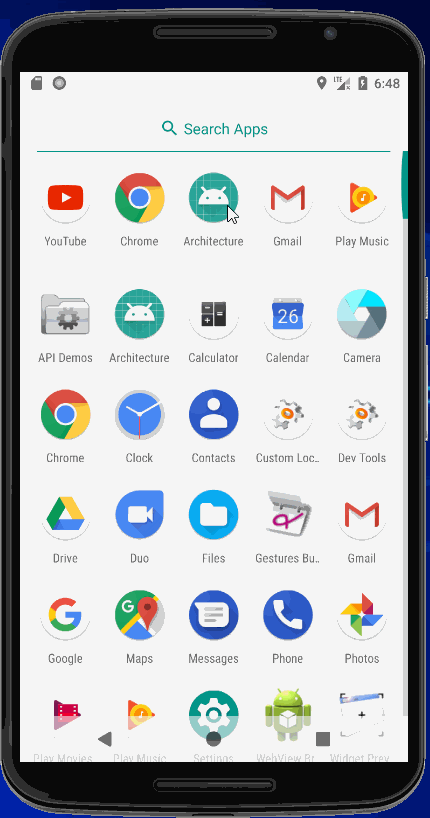 LTE 6:48
Search Apps
YouTube Chrome Architecture Gmail Play Music
26
API Demos Architecture Calculator Calendar Camera
Chrome Clock Contacts Custom Loc.. Dev Tools
Drive Duo Files Gestures Bu.. Gmail
G G
Google Maps Messages Phone Photos
Play Movies Play Music Settings WebView Br.. Widget Prev..